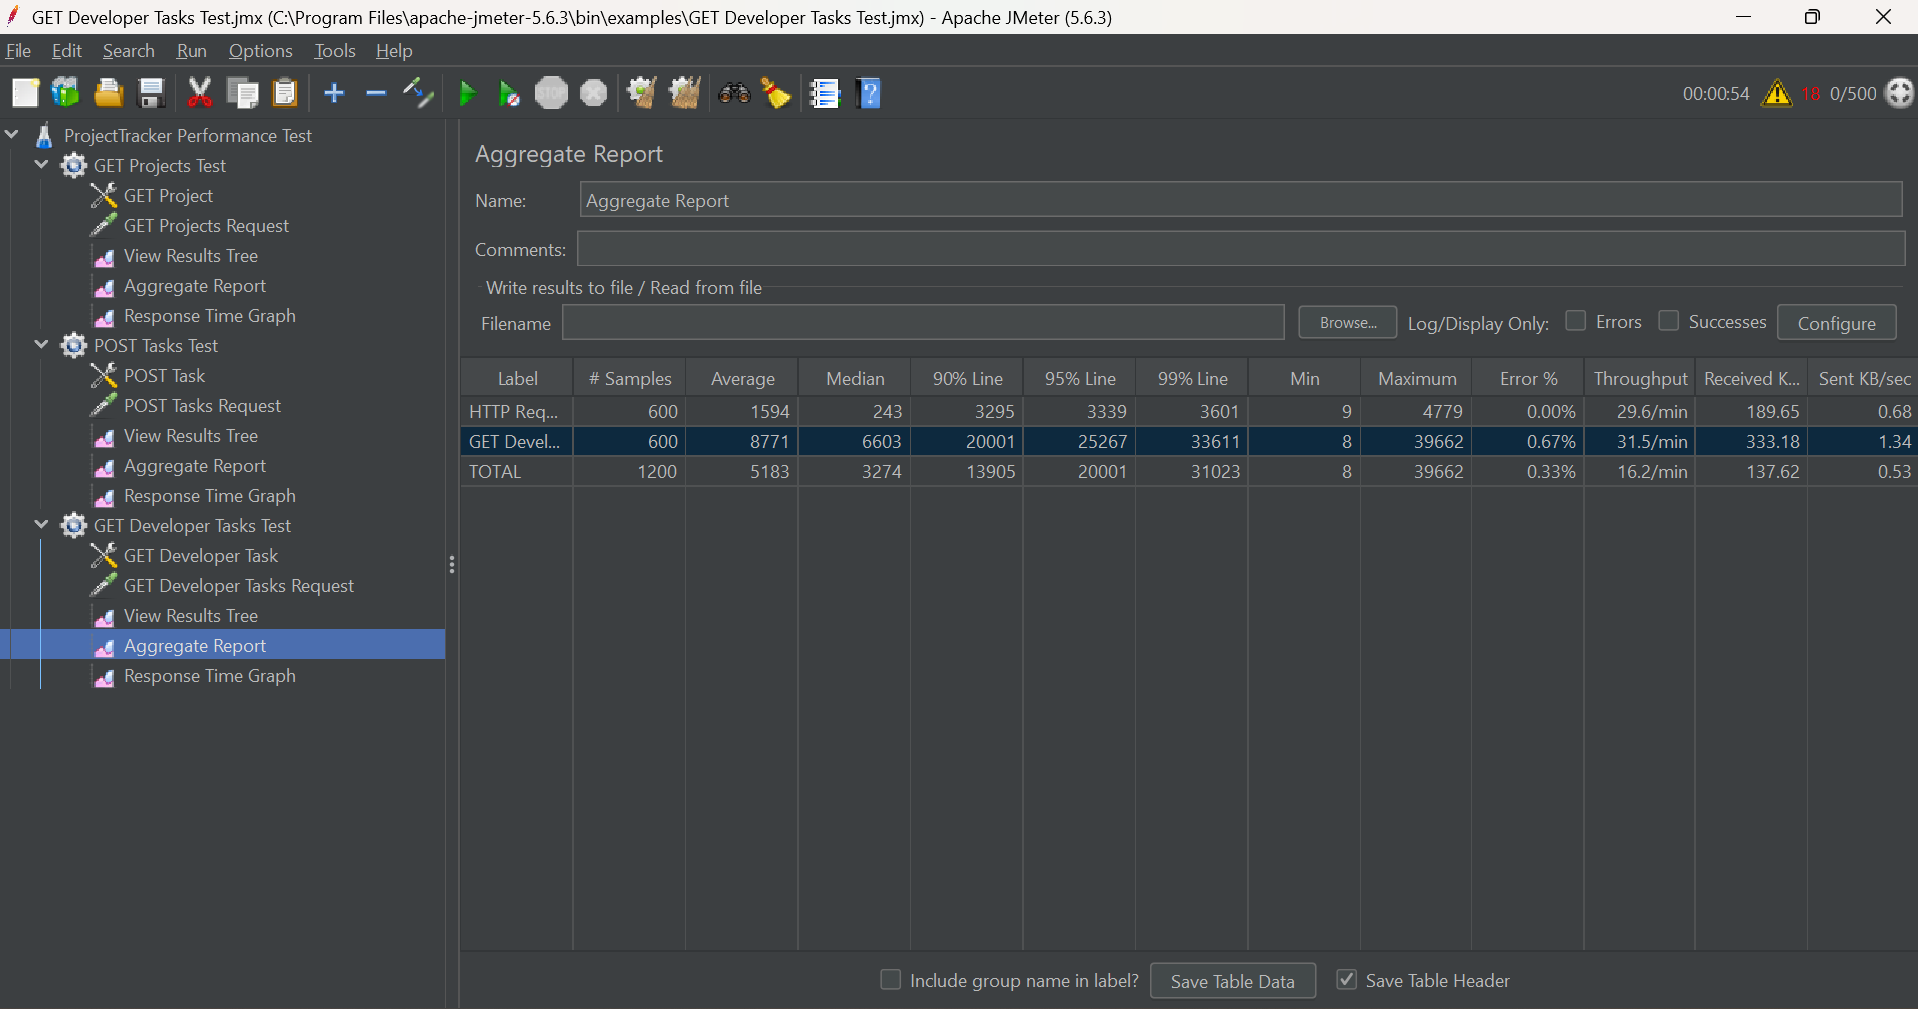 GET Developer Tasks Test.jmx (C:\Program Files\apache-jmeter-5.6.3\bin\examples\GET Developer Tasks Test.jmx) - Apache JMeter (5.6.3)
File Edit Search Run Options Tools Help
STOP 00:00:54 18 0/500
ProjectTracker Performance Test
GET Projects Test
GET Project
GET Projects Request
View Results Tree
Aggregate Report
Response Time Graph
POST Tasks Test
POST Task
POST Tasks Request
View Results Tree
Aggregate Report
Response Time Graph
GET Developer Tasks Test
GET Developer Task
GET Developer Tasks Request
View Results Tree
Aggregate Report
Response Time Graph
Aggregate Report
Name: Aggregate Report
Comments:
Write results to file / Read from file
Filename Browse... Log/Display Only: Errors Successes Configure
Label # Samples Average Median 90% Line 95% Line 99% Line Min Maximum Error % Throughput Received K... Sent KB/sec
HTTP Req... 600 1594 243 3295 3339 3601 9 4779 0.00% 29.6/min 189.65 0.68
GET Devel... 600 8771 6603 20001 25267 33611 8 39662 0.67% 31.5/min 333.18 1.34
TOTAL 1200 5183 3274 13905 20001 31023 8 39662 0.33% 16.2/min 137.62 0.53
Include group name in label? Save Table Data Save Table Header